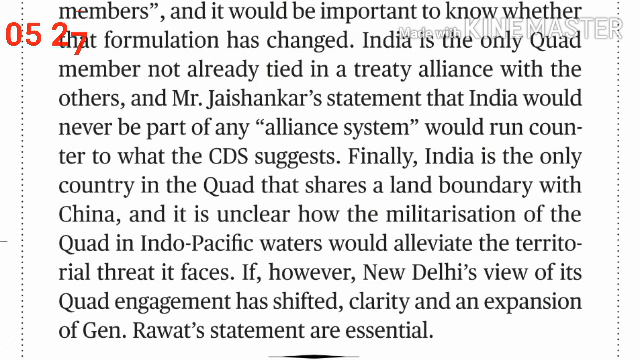 members”, and it would be important to know whether
that formulation has changed. India is the only Quad
member not already tied in a treaty alliance with the
others, and Mr. Jaishankar’s statement that India would
never be part of any “alliance system” would run coun-
ter to what the CDS suggests. Finally, India is the only
country in the Quad that shares a land boundary with
China, and it is unclear how the militarisation of the
Quad in Indo-Pacific waters would alleviate the territo-
rial threat it faces. If, however, New Delhi’s view of its
Quad engagement has shifted, clarity and an expansion
of Gen. Rawat’s statement are essential.
05 27
Made with KINEMASTER